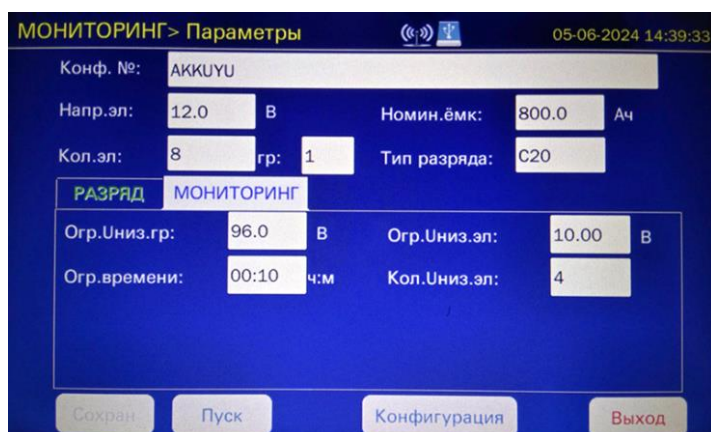 МОНИТОРИНГ> Параметры 05-06-2024 14:39:33
Конф. №: AKKUYU
Напр.эл: 12.0 В Номин.ёмк: 800.0 Ач
Кол.эл: 8 гр: 1 Тип разряда: C20
РАЗРЯД МОНИТОРИНГ
Огр.Uниз.гр: 96.0 В Огр.Uниз.эл: 10.00 В
Огр.времени: 00:10 ч:м Кол.Uниз.эл: 4
Сохран Пуск Конфигурация Выход